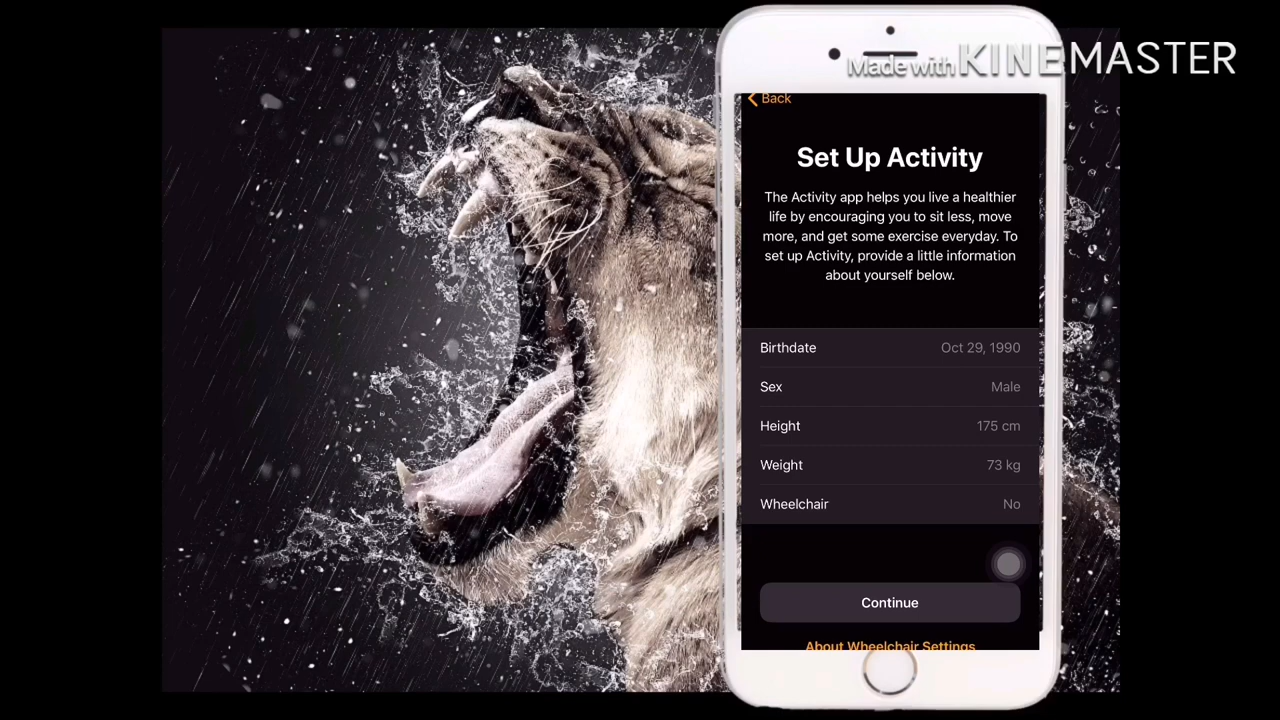 Made with KINEMASTER
Back
Set Up Activity
The Activity app helps you live a healthier
life by encouraging you to sit less, move
more, and get some exercise everyday. To
set up Activity, provide a little information
about yourself below.
Birthdate Oct 29, 1990
Sex Male
Height 175 cm
Weight 73 kg
Wheelchair No
Continue
About Wheelchair Settings